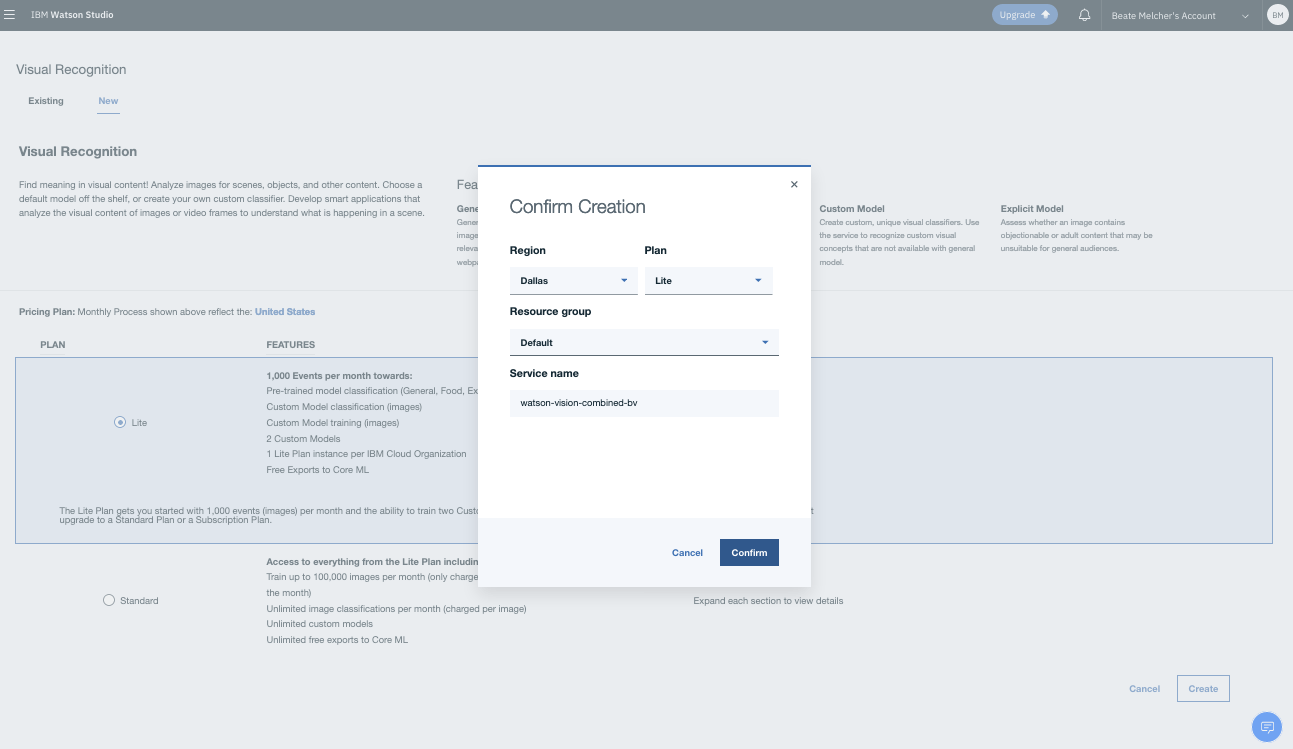 IBM Watson Studio
Upgrade
Beate Melcher's Account
BM
Visual Recognition
Existing
New
Visual Recognition
Find meaning in visual content! Analyze images for scenes, objects, and other content. Choose a
default model off the shelf, or create your own custom classifier. Develop smart applications that
analyze the visual content of images or video frames to understand what is happening in a scene.
Fea
Gene
Gener
image
releva
webpa
Custom Model
Create custom, unique visual classifiers. Use
the service to recognize custom visual
concepts that are not available with general
model.
Explicit Model
Assess whether an image contains
objectionable or adult content that may be
unsuitable for general audiences.
Pricing Plan: Monthly Process shown above reflect the: United States
PLAN
FEATURES
Lite
1,000 Events per month towards:
Pre-trained model classification (General, Food, Ex
Custom Model classification (images)
Custom Model training (images)
2 Custom Models
1 Lite Plan instance per IBM Cloud Organization
Free Exports to Core ML
The Lite Plan gets you started with 1,000 events (images) per month and the ability to train two Custo
t
upgrade to a Standard Plan or a Subscription Plan.
Standard
Access to everything from the Lite Plan includin
Train up to 100,000 images per month (only charge
the month)
Unlimited image classifications per month (charged per image)
Unlimited custom models
Unlimited free exports to Core ML
Expand each section to view details
Cancel
Create
Confirm Creation
×
Region
Plan
Dallas
Lite
Resource group
Default
Service name
watson-vision-combined-bv
Cancel
Confirm